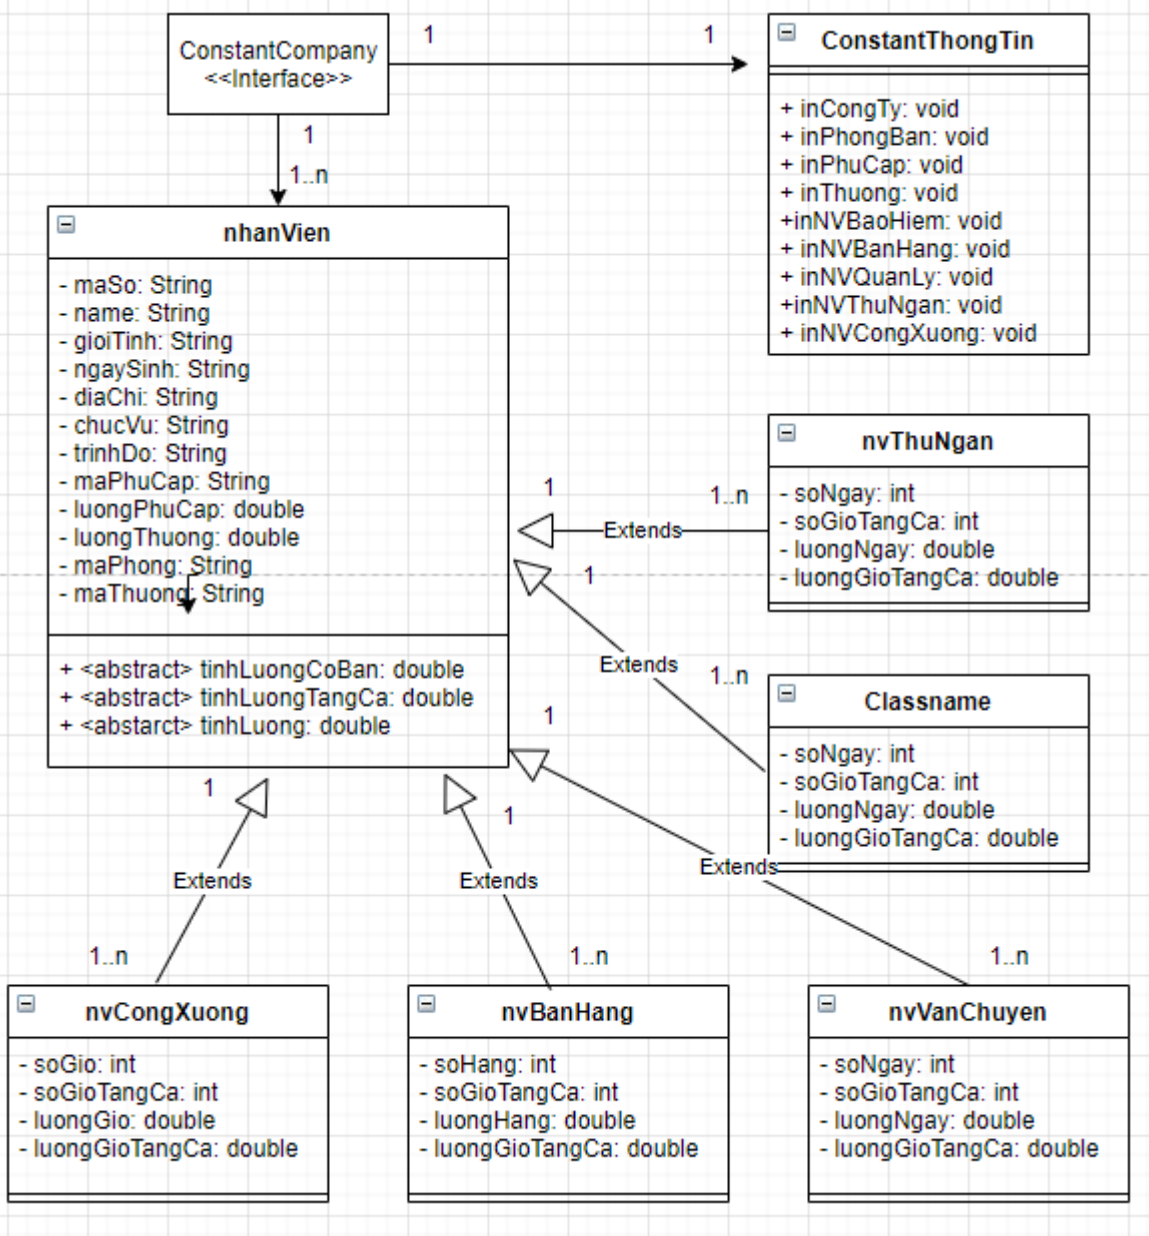 ConstantCompany
<<Interface>>
1
1
ConstantThongTin
+ inCongTy: void
+ inPhongBan: void
+ inPhuCap: void
+ inThuong: void
+inNVBaoHiem: void
+ inNVBanHang: void
+ inNVQuanLy: void
+inNVThuNgan: void
+ inNVCongXuong: void
1
1..n
nhanVien
- maSo: String
- name: String
- gioiTinh: String
- ngaySinh: String
- diaChi: String
- chucVu: String
- trinhDo: String
- maPhuCap: String
- luongPhuCap: double
- luongThuong: double
- maPhong: String
- maThuong: String
+ <abstract> tinhLuongCoBan: double
+ <abstract> tinhLuongTangCa: double
+ <abstarct> tinhLuong: double
nvThuNgan
- soNgay: int
- soGioTangCa: int
- luongNgay: double
- luongGioTangCa: double
1
1..n
Extends
1
Extends
1..n
Classname
- soNgay: int
- soGioTangCa: int
- luongNgay: double
- luongGioTangCa: double
1
Extends
1..n
1
Extends
1..n
1
Extends
1..n
nvCongXuong
- soGio: int
- soGioTangCa: int
- luongGio: double
- luongGioTangCa: double
nvBanHang
- soHang: int
- soGioTangCa: int
- luongHang: double
- luongGioTangCa: double
nvVanChuyen
- soNgay: int
- soGioTangCa: int
- luongNgay: double
- luongGioTangCa: double